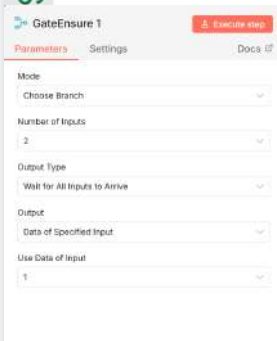 GateEnsure 1
Execute step
Parameters Settings Docs
Mode
Choose Branch
Number of Inputs
2
Output Type
Wait for All Inputs to Arrive
Output
Data of Specified Input
Use Data of Input
1